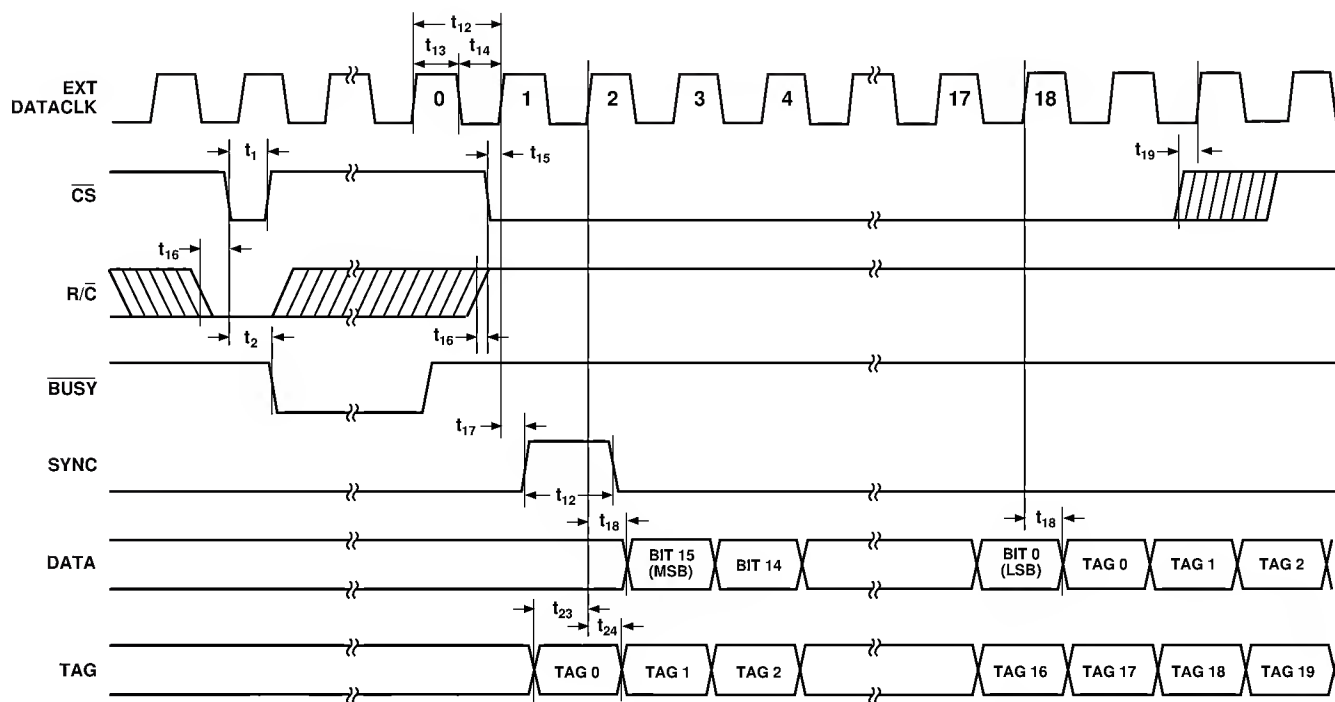 t12
t13 t14
EXT DATACLK
0 1 2 3 4 17 18
t1 t15 t19
CS
t16
R/C
t2 t16
BUSY
t17
SYNC
t12
t18 t18
DATA
BIT 15 (MSB) BIT 14 BIT 0 (LSB) TAG 0 TAG 1 TAG 2
t23
t24
TAG
TAG 0 TAG 1 TAG 2 TAG 16 TAG 17 TAG 18 TAG 19